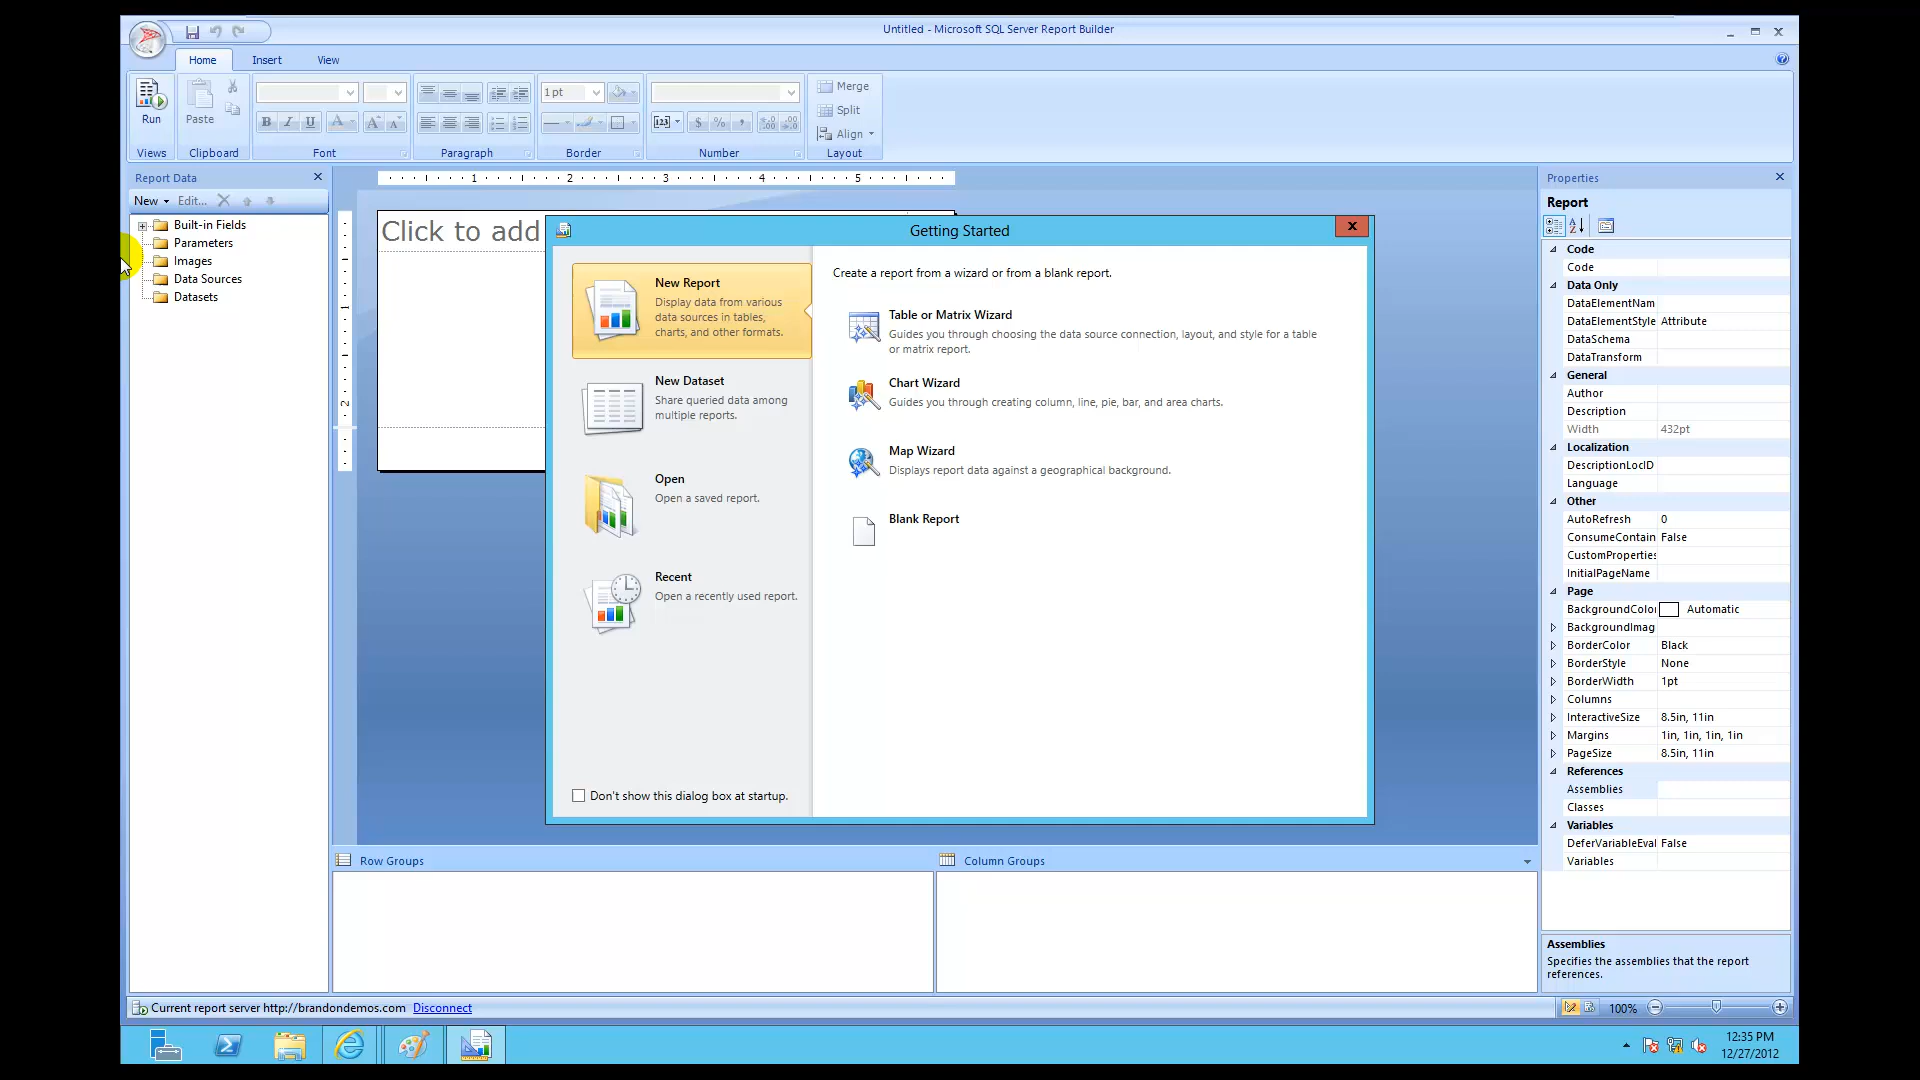 Untitled - Microsoft SQL Server Report Builder
Home Insert View
Run
Paste
1pt
Merge
Split
Align
B I U A A A
[123] $ % ,
Views Clipboard Font Paragraph Border Number Layout
Report Data
New Edit...
Built-in Fields
Parameters
Images
Data Sources
Datasets
1 2 3 4 5
1
2
Click to add
Getting Started
New Report
Display data from various
data sources in tables,
charts, and other formats.
New Dataset
Share queried data among
multiple reports.
Open
Open a saved report.
Recent
Open a recently used report.
Don't show this dialog box at startup.
Create a report from a wizard or from a blank report.
Table or Matrix Wizard
Guides you through choosing the data source connection, layout, and style for a table
or matrix report.
Chart Wizard
Guides you through creating column, line, pie, bar, and area charts.
Map Wizard
Displays report data against a geographical background.
Blank Report
Properties
Report
Code
Code
Data Only
DataElementNam
DataElementStyle Attribute
DataSchema
DataTransform
General
Author
Description
Width 432pt
Localization
DescriptionLocID
Language
Other
AutoRefresh 0
ConsumeContain False
CustomProperties
InitialPageName
Page
BackgroundColor Automatic
BackgroundImag
BorderColor Black
BorderStyle None
BorderWidth 1pt
Columns
InteractiveSize 8.5in, 11in
Margins 1in, 1in, 1in, 1in
PageSize 8.5in, 11in
References
Assemblies
Classes
Variables
DeferVariableEval False
Variables
Assemblies
Specifies the assemblies that the report
references.
Row Groups
Column Groups
Current report server http://brandondemos.com Disconnect
100%
12:35 PM
12/27/2012